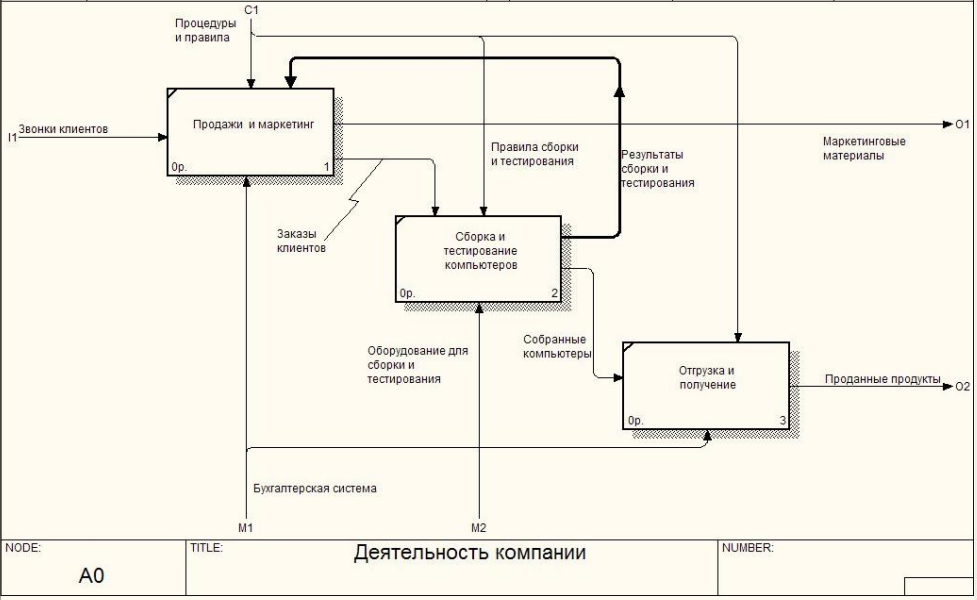 C1
Процедуры
и правила
I1
Звонки клиентов
Продажи и маркетинг
0р.
1
O1
Маркетинговые
материалы
Правила сборки
и тестирования
Результаты
сборки и
тестирования
Заказы
клиентов
Сборка и
тестирование
компьютеров
0р.
2
Собранные
компьютеры
Оборудование для
сборки и
тестирования
Отгрузка и
получение
0р.
3
Проданные продукты
O2
Бухгалтерская система
M1
M2
NODE:
A0
TITLE:
Деятельность компании
NUMBER: